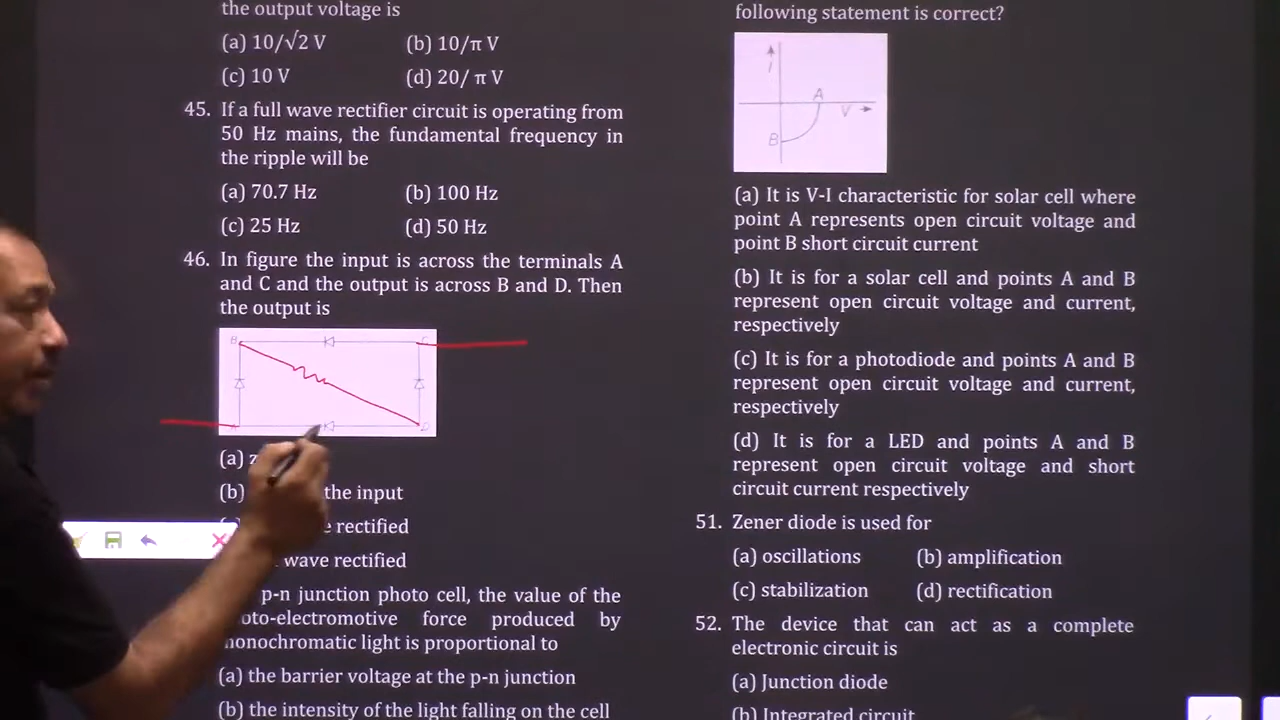 the output voltage is
(a) 10/√2 V (b) 10/π V
(c) 10 V (d) 20/ π V
45. If a full wave rectifier circuit is operating from
50 Hz mains, the fundamental frequency in
the ripple will be
(a) 70.7 Hz (b) 100 Hz
(c) 25 Hz (d) 50 Hz
46. In figure the input is across the terminals A
and C and the output is across B and D. Then
the output is
B
A
D
(a) z
(b) the input
rectified
wave rectified
p-n junction photo cell, the value of the
force produced by
light is proportional to
(a) the barrier voltage at the p-n junction
(b) the intensity of the light falling on the cell
following statement is correct?
I
A
V
B
(a) It is V-I characteristic for solar cell where
point A represents open circuit voltage and
point B short circuit current
(b) It is for a solar cell and points A and B
represent open circuit voltage and current,
respectively
(c) It is for a photodiode and points A and B
represent open circuit voltage and current,
respectively
(d) It is for a LED and points A and B
represent open circuit voltage and short
circuit current respectively
51. Zener diode is used for
(a) oscillations (b) amplification
(c) stabilization (d) rectification
52. The device that can act as a complete
electronic circuit is
(a) Junction diode
(b) Integrated circuit